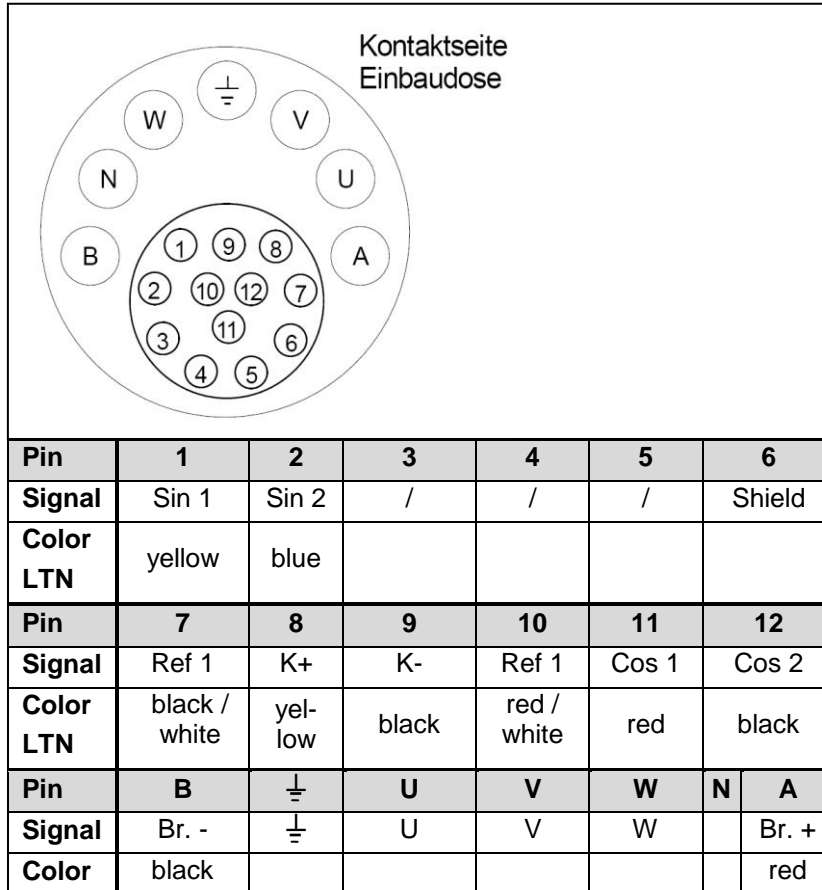 Kontaktseite
Einbaudose
⏚
W V
N U
B A
1 9 8
2 10 12 7
11
3 6
4 5
Pin 1 2 3 4 5 6
Signal Sin 1 Sin 2 / / / Shield
Color
LTN yellow blue
Pin 7 8 9 10 11 12
Signal Ref 1 K+ K- Ref 1 Cos 1 Cos 2
Color
LTN black /
white yel-
low black red /
white red black
Pin B ⏚ U V W N A
Signal Br. - ⏚ U V W Br. +
Color black red